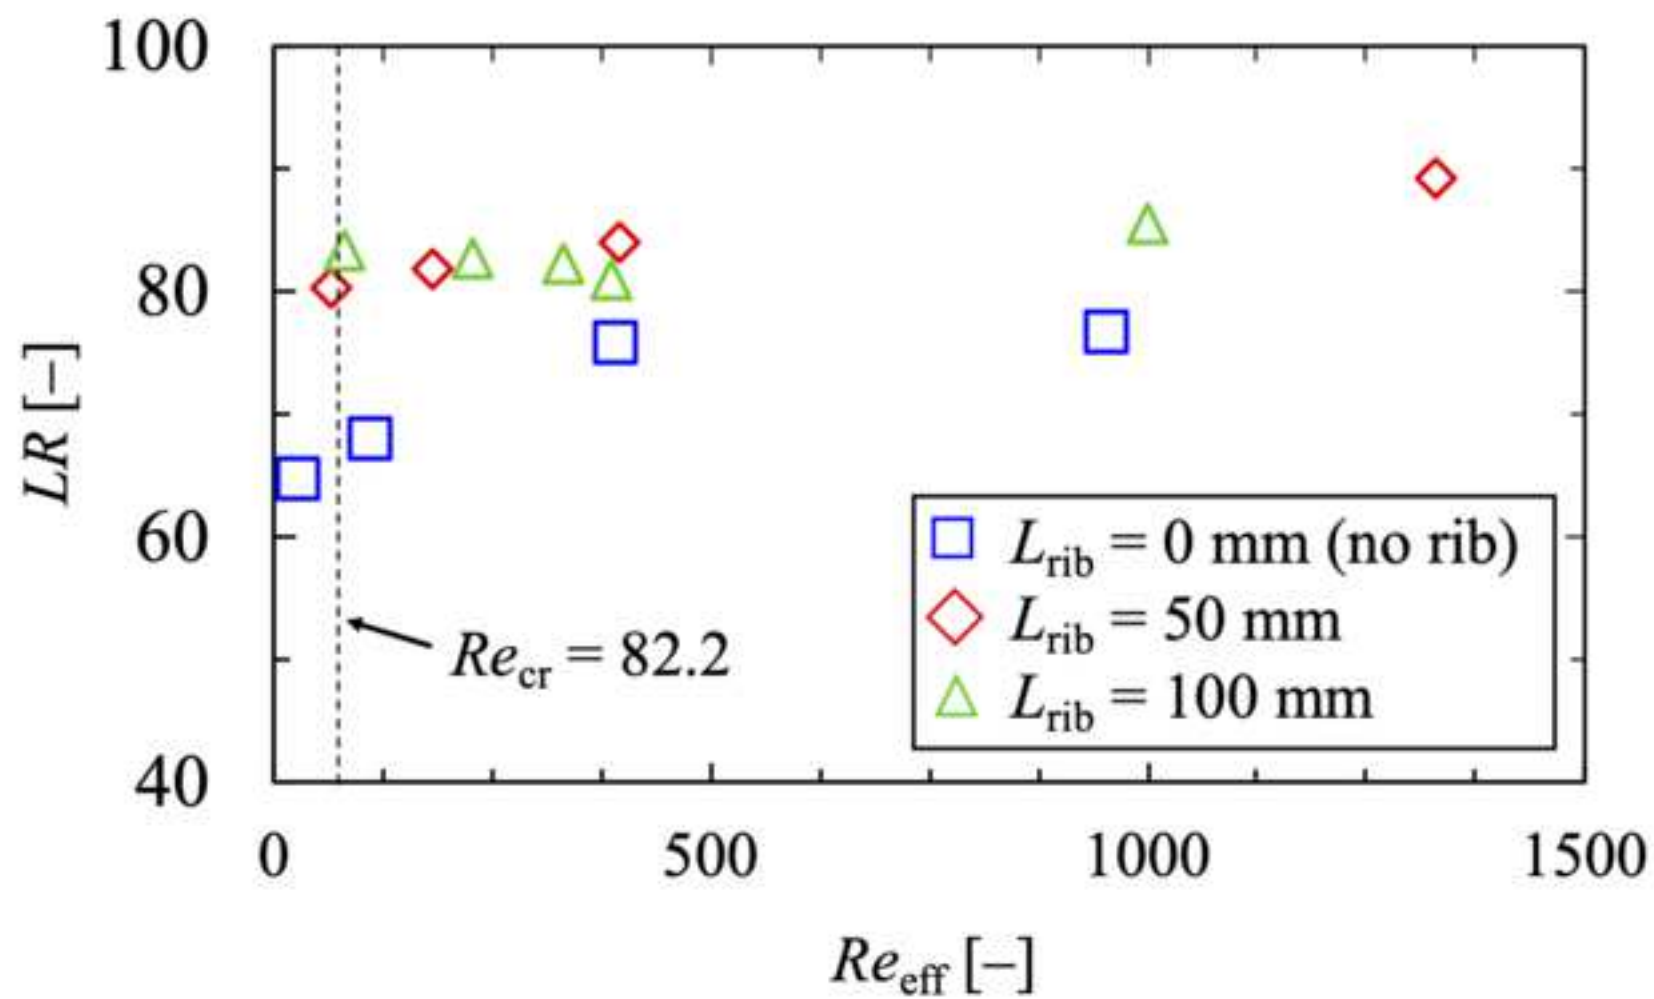 100
80
60
40
LR [–]
Re_cr = 82.2
L_rib = 0 mm (no rib)
L_rib = 50 mm
L_rib = 100 mm
0 500 1000 1500
Re_eff [–]